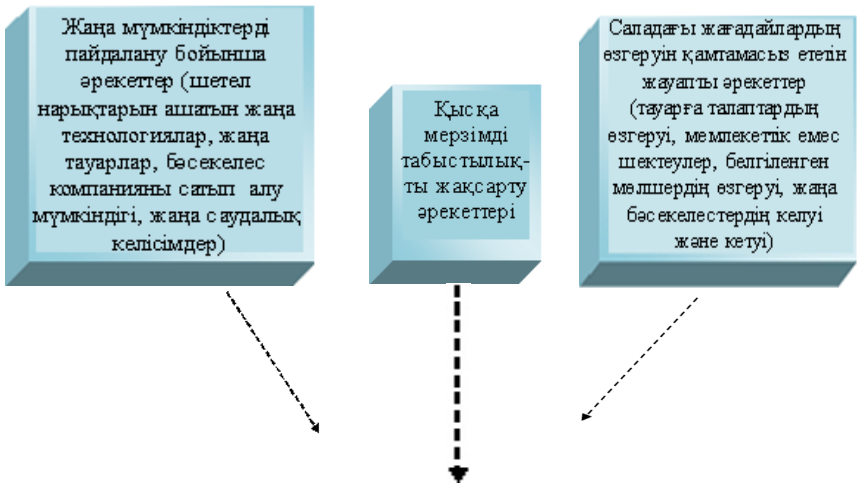 Жаңа мүмкіндіктерді
пайдалану бойынша
әрекеттер (шетел
нарықтарын ашатын жаңа
технологиялар, жаңа
тауарлар, бәсекелес
компанияны сатып алу
мүмкіндігі, жаңа саудалық
келісімдер)
Қысқа
мерзімді
табыстылық-
ты жақсарту
әрекеттері
Саладағы жағадайлардың
өзгеруін қамтамасыз ететін
жауапты әрекеттер
(тауарға талаптардың
өзгеруі, мемлекеттік емес
шектеулер, белгіленген
мөлшердің өзгеруі, жаңа
бәсекелестердің келуі
және кетуі)